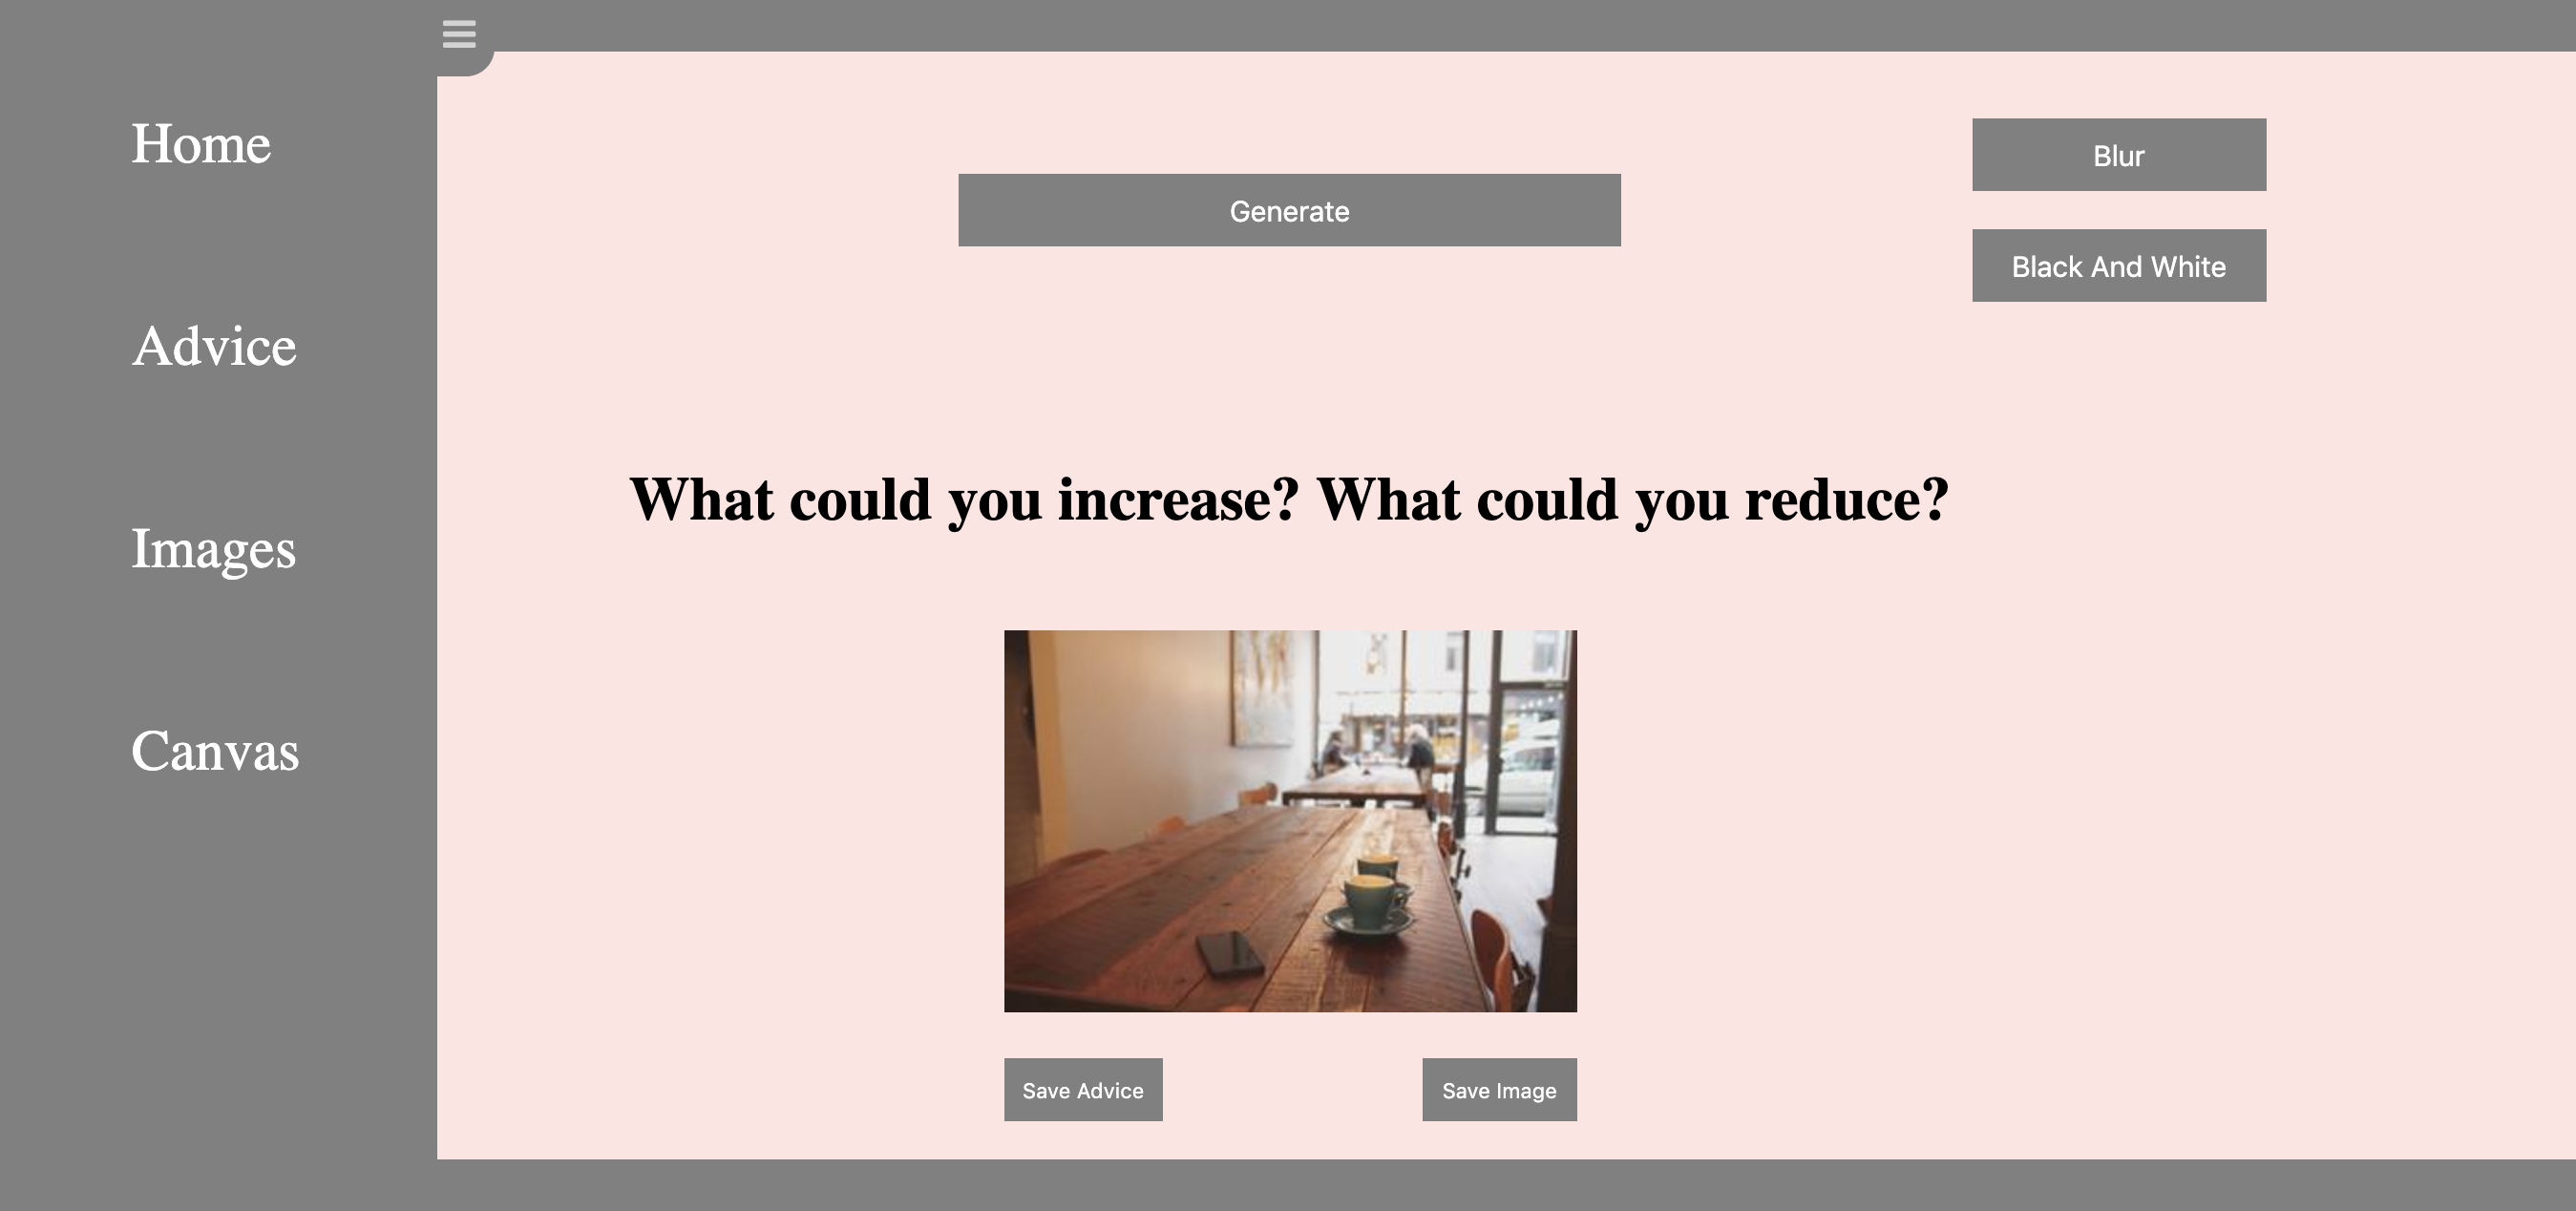 Home
Advice
Images
Canvas
Generate
Blur
Black And White
What could you increase? What could you reduce?
Save Advice
Save Image